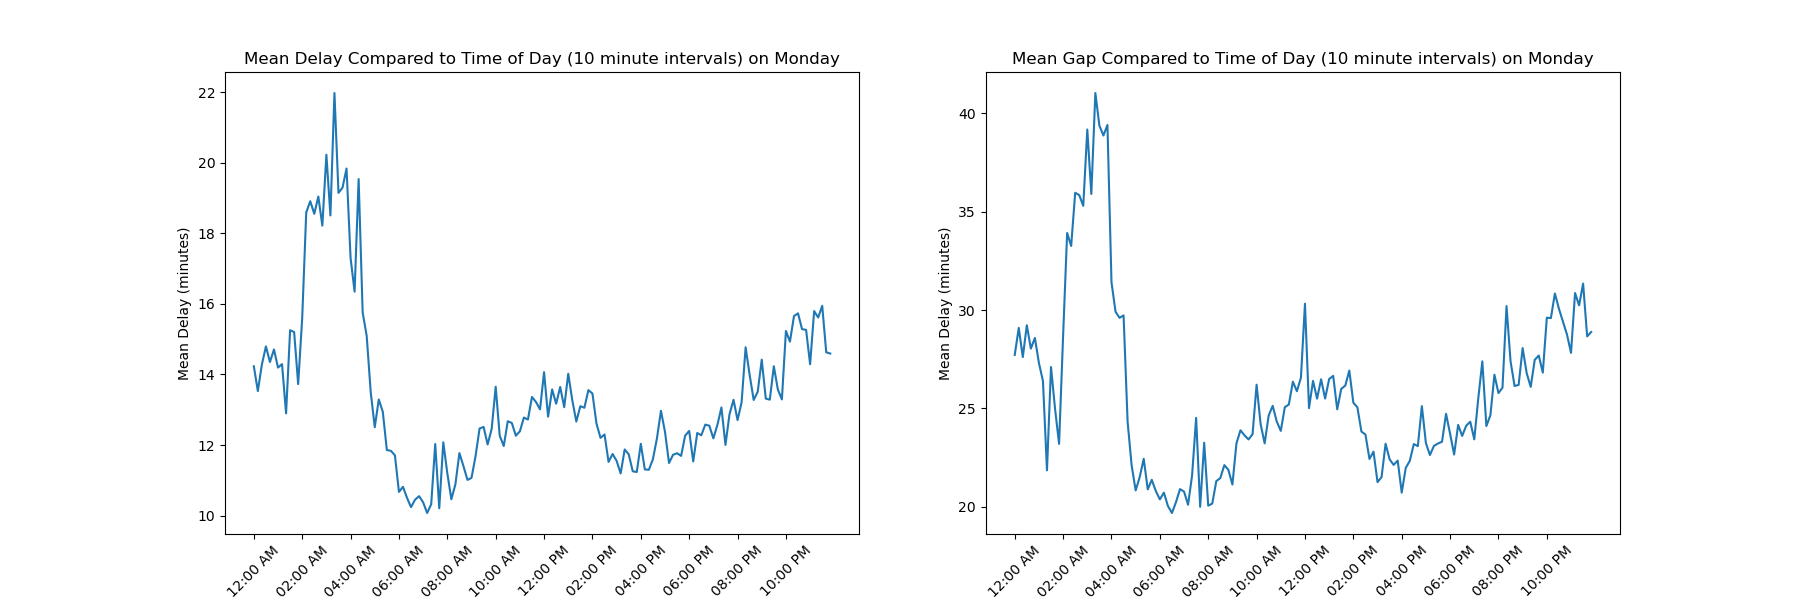 Mean Delay Compared to Time of Day (10 minute intervals) on Monday
Mean Delay (minutes)
22
20
18
16
14
12
10
12:00 AM
02:00 AM
04:00 AM
06:00 AM
08:00 AM
10:00 AM
12:00 PM
02:00 PM
04:00 PM
06:00 PM
08:00 PM
10:00 PM
Mean Gap Compared to Time of Day (10 minute intervals) on Monday
Mean Delay (minutes)
40
35
30
25
20
12:00 AM
02:00 AM
04:00 AM
06:00 AM
08:00 AM
10:00 AM
12:00 PM
02:00 PM
04:00 PM
06:00 PM
08:00 PM
10:00 PM